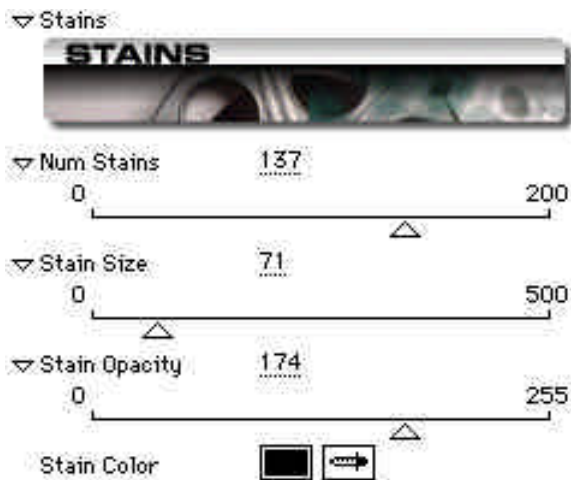 Stains
STAINS
Num Stains 137
0 200
Stain Size 71
0 500
Stain Opacity 174
0 255
Stain Color